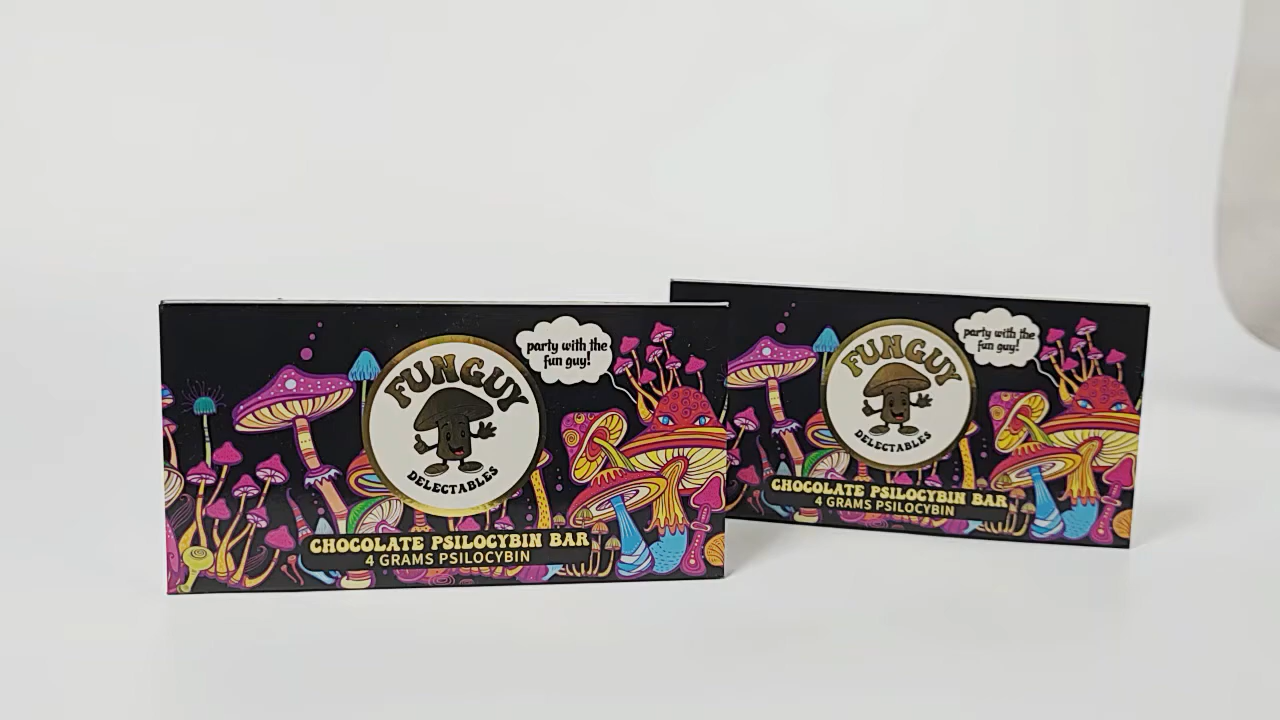 FUNGUY
DELECTABLES
party with the
fun guy!
CHOCOLATE PSILOCYBIN BAR
4 GRAMS PSILOCYBIN
FUNGUY
DELECTABLES
party with the
fun guy!
CHOCOLATE PSILOCYBIN BAR
4 GRAMS PSILOCYBIN